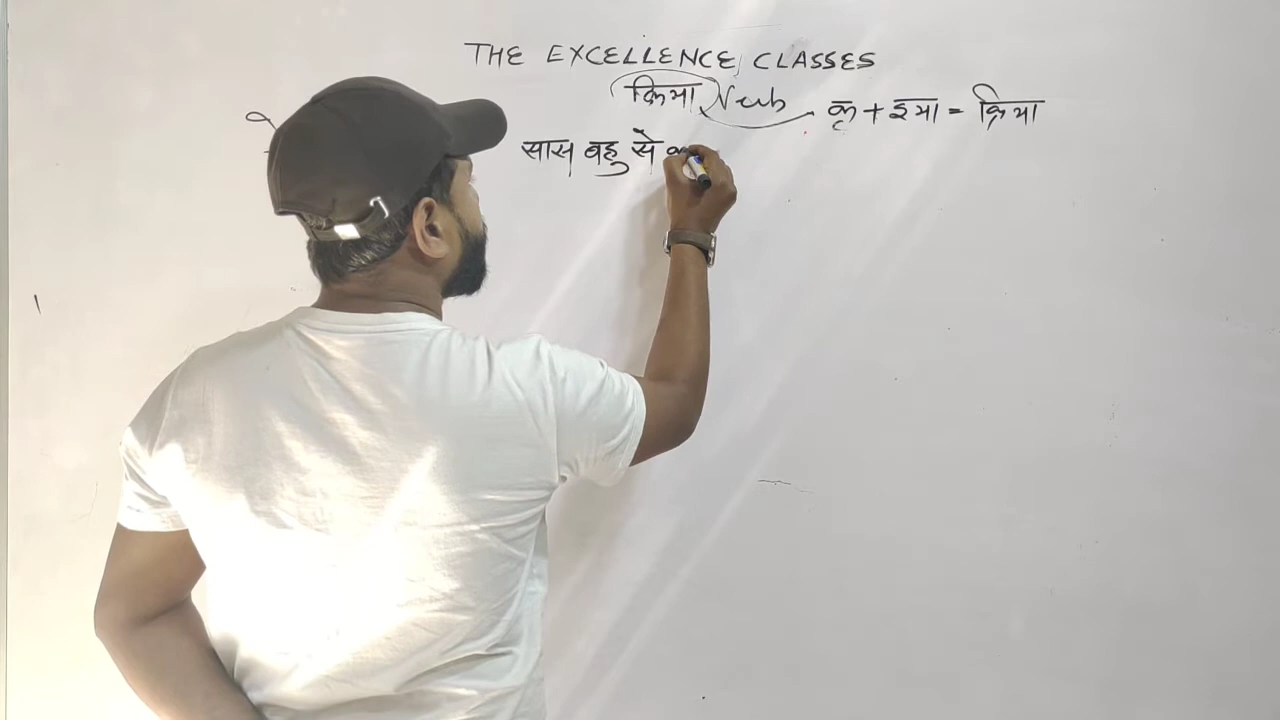 THE EXCELLENCE CLASSES
क्रिया Verb कृ + इया = क्रिया
सास बहु से